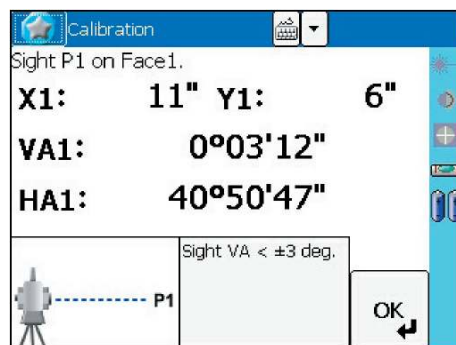 Calibration
Sight P1 on Face1.
X1: 11" Y1: 6"
VA1: 0°03'12"
HA1: 40°50'47"
Sight VA < ±3 deg.
P1
OK